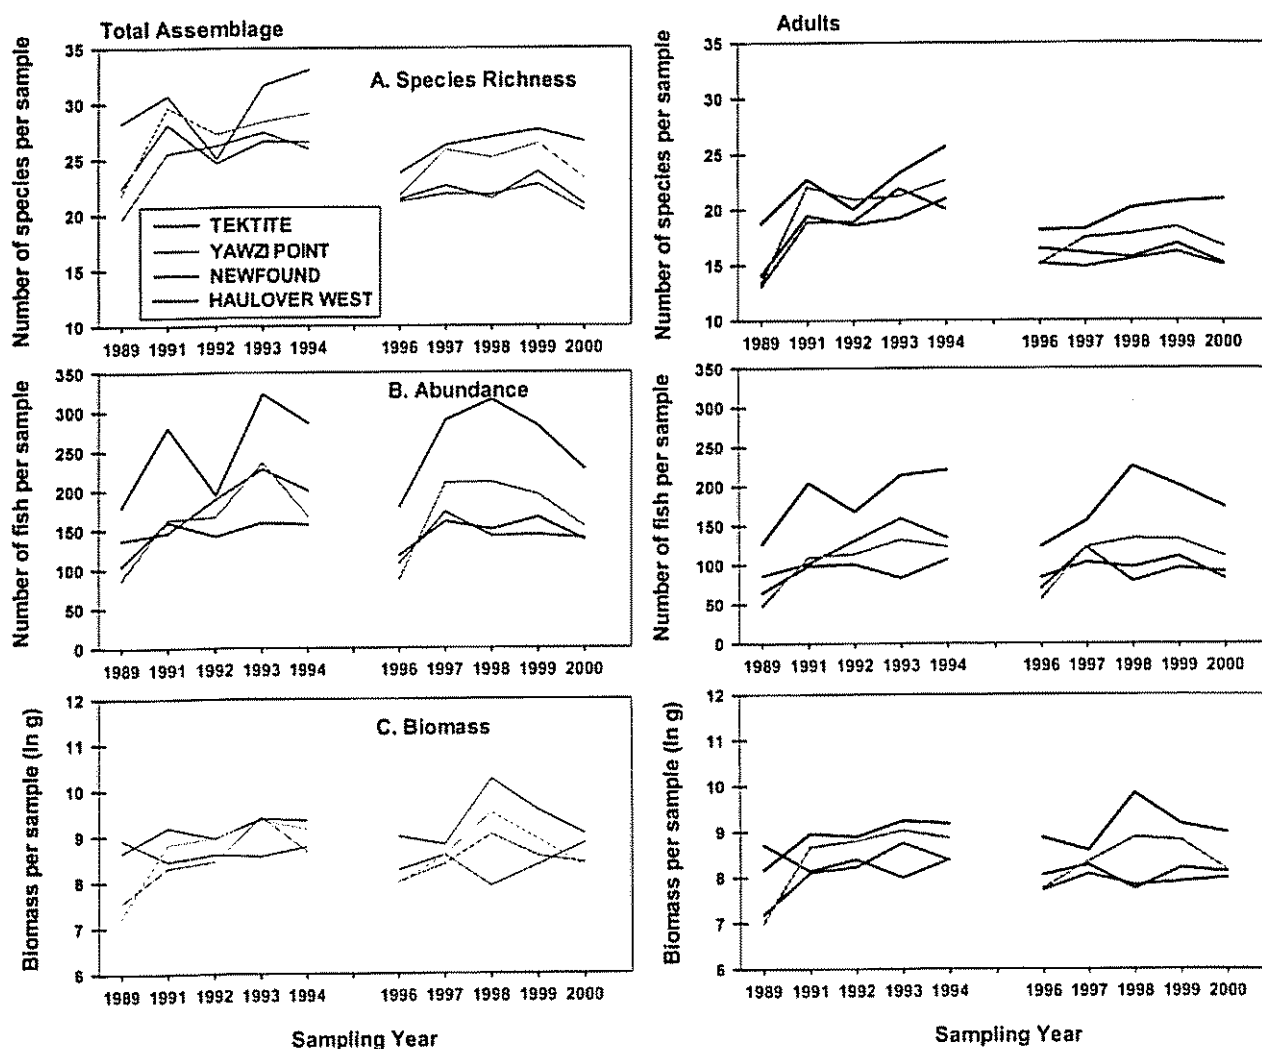 Total Assemblage
Adults
A. Species Richness
Number of species per sample
35
30
25
20
15
10
TEKTITE
YAWZI POINT
NEWFOUND
HAULOVER WEST
1989 1991 1992 1993 1994 1996 1997 1998 1999 2000
Number of species per sample
35
30
25
20
15
10
1989 1991 1992 1993 1994 1996 1997 1998 1999 2000
B. Abundance
Number of fish per sample
350
300
250
200
150
100
50
0
1989 1991 1992 1993 1994 1996 1997 1998 1999 2000
Number of fish per sample
350
300
250
200
150
100
50
0
1989 1991 1992 1993 1994 1996 1997 1998 1999 2000
C. Biomass
Biomass per sample (ln g)
12
11
10
9
8
7
6
1989 1991 1992 1993 1994 1996 1997 1998 1999 2000
Sampling Year
Biomass per sample (ln g)
12
11
10
9
8
7
6
1989 1991 1992 1993 1994 1996 1997 1998 1999 2000
Sampling Year